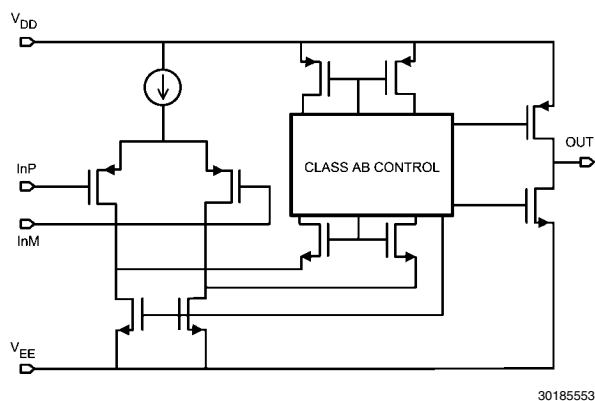 VDD
InP
InM
CLASS AB CONTROL
OUT
VEE
30185553